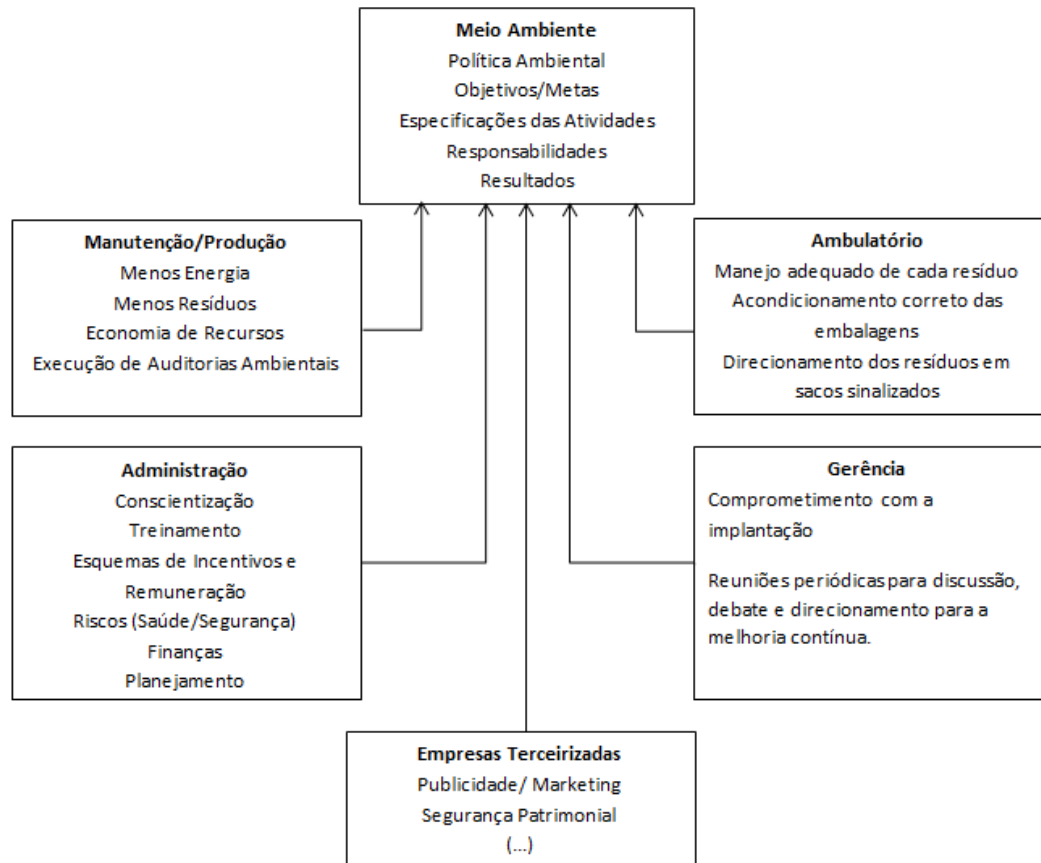 Meio Ambiente
Política Ambiental
Objetivos/Metas
Especificações das Atividades
Responsabilidades
Resultados
Manutenção/Produção
Menos Energia
Menos Resíduos
Economia de Recursos
Execução de Auditorias Ambientais
Ambulatório
Manejo adequado de cada resíduo
Acondicionamento correto das
embalagens
Direcionamento dos resíduos em
sacos sinalizados
Administração
Conscientização
Treinamento
Esquemas de Incentivos e
Remuneração
Riscos (Saúde/Segurança)
Finanças
Planejamento
Gerência
Comprometimento com a
implantação
Reuniões periódicas para discussão,
debate e direcionamento para a
melhoria contínua.
Empresas Terceirizadas
Publicidade/ Marketing
Segurança Patrimonial
(...)